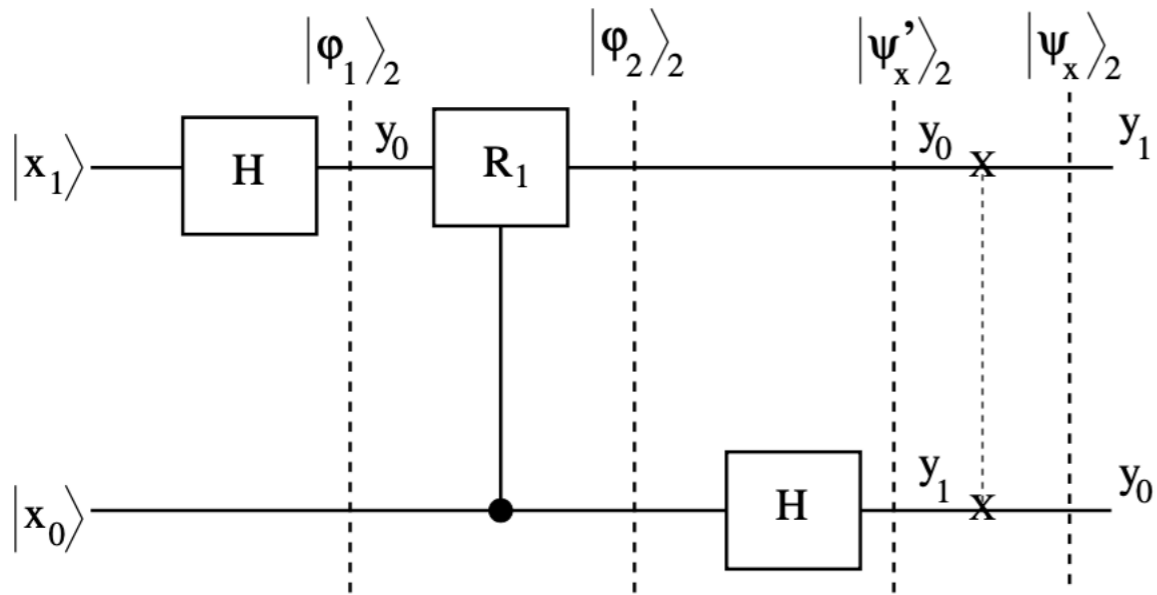 |φ₁⟩₂ |φ₂⟩₂ |ψ'ₓ⟩₂ |ψₓ⟩₂
|x₁⟩ H y₀ R₁ y₀ x y₁
|x₀⟩ H y₁ x y₀